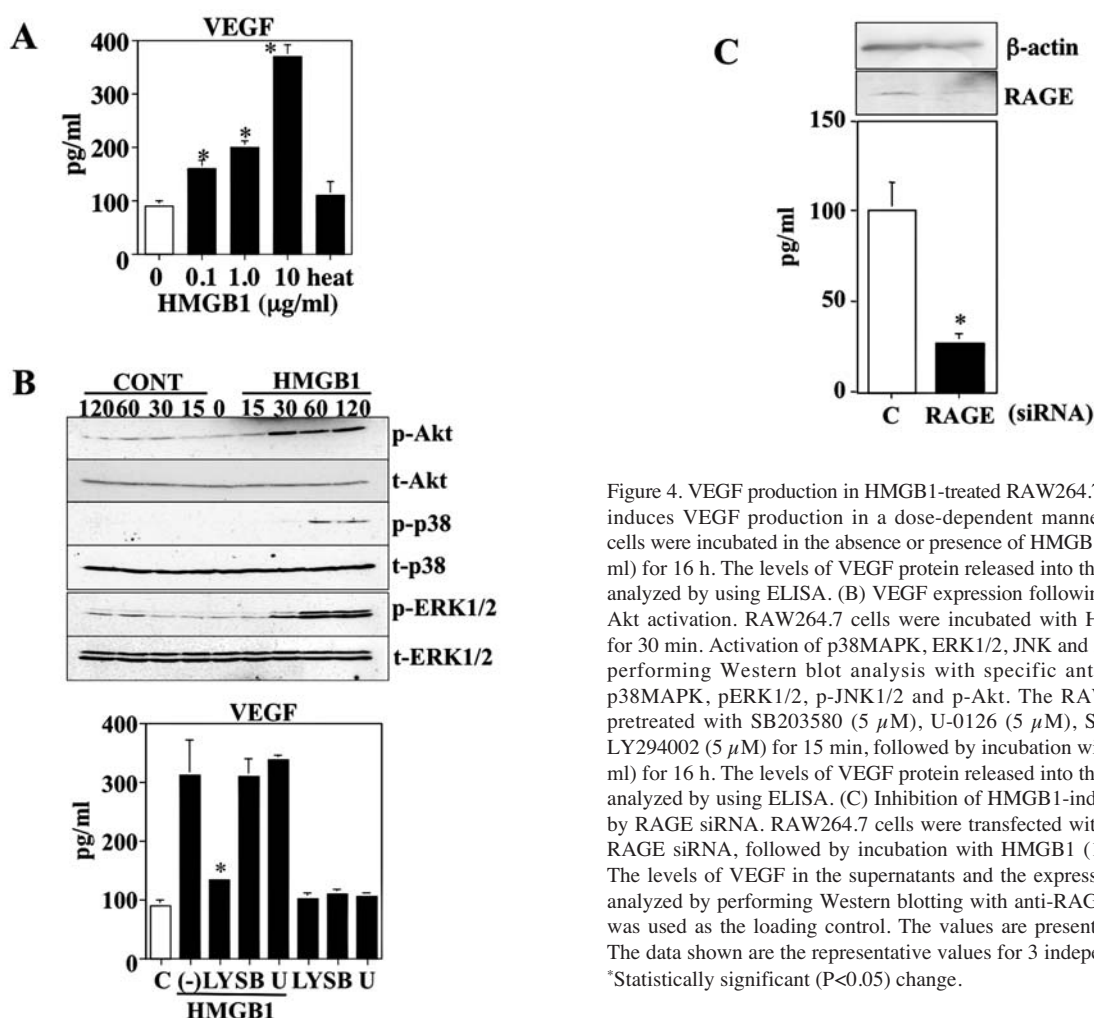 A
VEGF
400
300
200
100
0
pg/ml
* * *
0 0.1 1.0 10 heat
HMGB1 (μg/ml)
B
CONT HMGB1
120 60 30 15 0 15 30 60 120
p-Akt
t-Akt
p-p38
t-p38
p-ERK1/2
t-ERK1/2
VEGF
400
300
200
100
0
pg/ml
*
C (-) LY SB U LY SB U
HMGB1
C
β-actin
RAGE
150
100
50
0
pg/ml
*
C RAGE (siRNA)
Figure 4. VEGF production in HMGB1-treated RAW264.7
induces VEGF production in a dose-dependent manne
cells were incubated in the absence or presence of HMGB
ml) for 16 h. The levels of VEGF protein released into th
analyzed by using ELISA. (B) VEGF expression followin
Akt activation. RAW264.7 cells were incubated with H
for 30 min. Activation of p38MAPK, ERK1/2, JNK and
performing Western blot analysis with specific ant
p38MAPK, pERK1/2, p-JNK1/2 and p-Akt. The RAW
pretreated with SB203580 (5 μM), U-0126 (5 μM), S
LY294002 (5 μM) for 15 min, followed by incubation wi
ml) for 16 h. The levels of VEGF protein released into th
analyzed by using ELISA. (C) Inhibition of HMGB1-ind
by RAGE siRNA. RAW264.7 cells were transfected wit
RAGE siRNA, followed by incubation with HMGB1 (1
The levels of VEGF in the supernatants and the express
analyzed by performing Western blotting with anti-RAG
was used as the loading control. The values are present
The data shown are the representative values for 3 indepe
*Statistically significant (P<0.05) change.